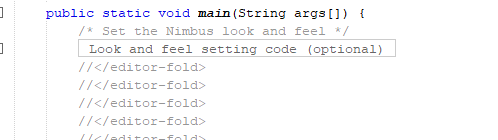 public static void main(String args[]) {
/* Set the Nimbus look and feel */
Look and feel setting code (optional)
//</editor-fold>
//</editor-fold>
//</editor-fold>
//</editor-fold>
//</editor-fold>